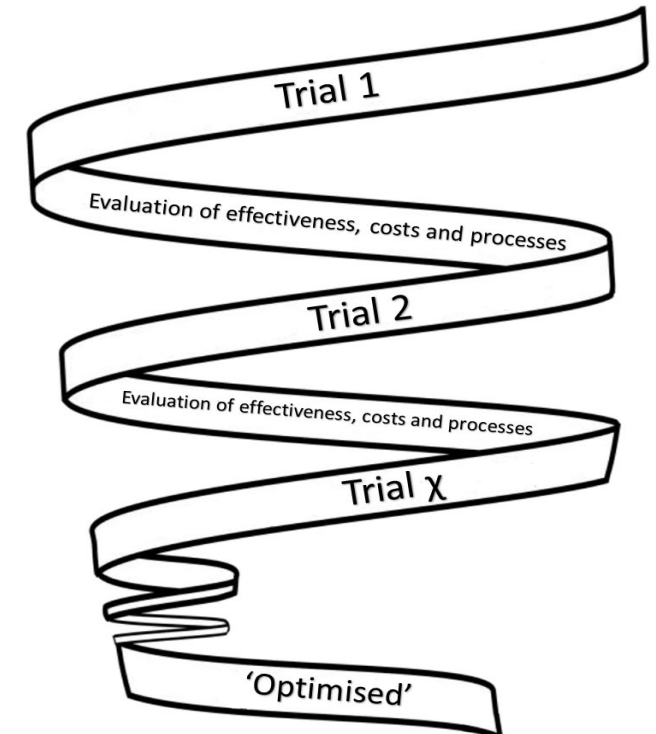 Trial 1
Evaluation of effectiveness, costs and processes
Trial 2
Evaluation of effectiveness, costs and processes
Trial χ
‘Optimised’